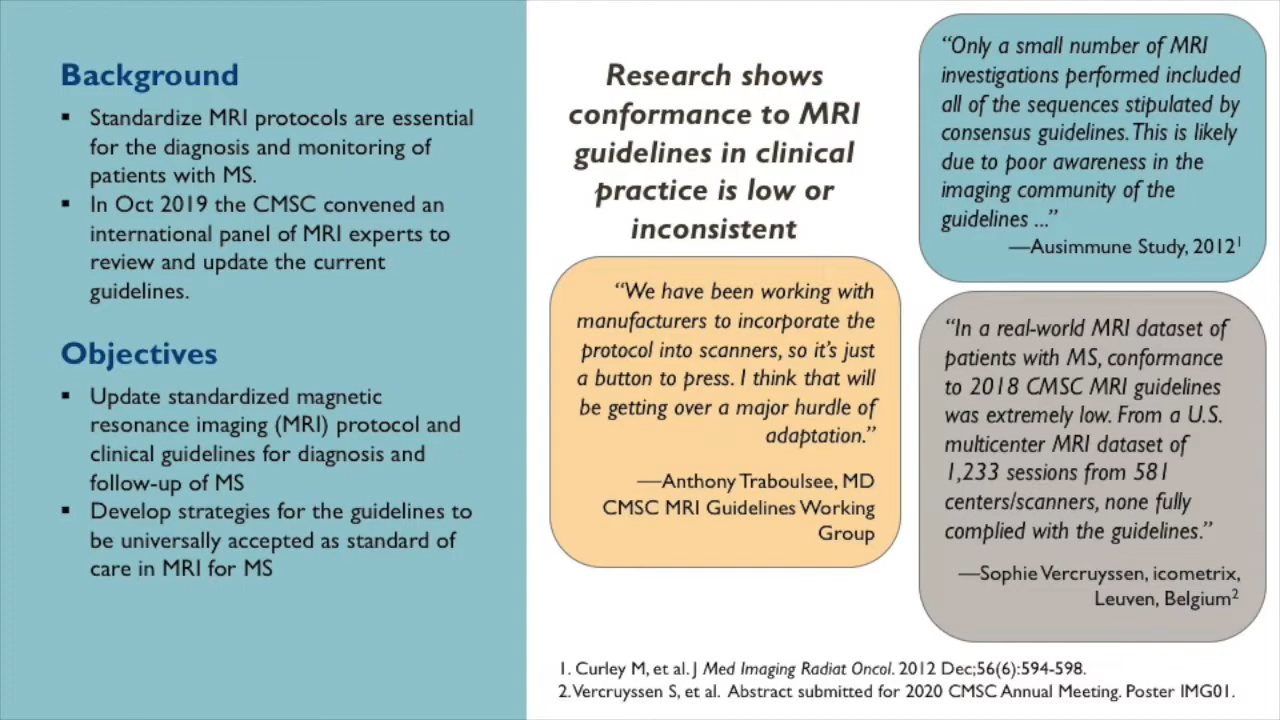 Background
▪ Standardize MRI protocols are essential
for the diagnosis and monitoring of
patients with MS.
▪ In Oct 2019 the CMSC convened an
international panel of MRI experts to
review and update the current
guidelines.
Objectives
▪ Update standardized magnetic
resonance imaging (MRI) protocol and
clinical guidelines for diagnosis and
follow-up of MS
▪ Develop strategies for the guidelines to
be universally accepted as standard of
care in MRI for MS
Research shows
conformance to MRI
guidelines in clinical
practice is low or
inconsistent
“We have been working with
manufacturers to incorporate the
protocol into scanners, so it’s just
a button to press. I think that will
be getting over a major hurdle of
adaptation.”
—Anthony Traboulsee, MD
CMSC MRI Guidelines Working
Group
“Only a small number of MRI
investigations performed included
all of the sequences stipulated by
consensus guidelines. This is likely
due to poor awareness in the
imaging community of the
guidelines ...”
—Ausimmune Study, 2012¹
“In a real-world MRI dataset of
patients with MS, conformance
to 2018 CMSC MRI guidelines
was extremely low. From a U.S.
multicenter MRI dataset of
1,233 sessions from 581
centers/scanners, none fully
complied with the guidelines.”
—Sophie Vercruyssen, icometrix,
Leuven, Belgium²
1. Curley M, et al. J Med Imaging Radiat Oncol. 2012 Dec;56(6):594-598.
2. Vercruyssen S, et al. Abstract submitted for 2020 CMSC Annual Meeting. Poster IMG01.